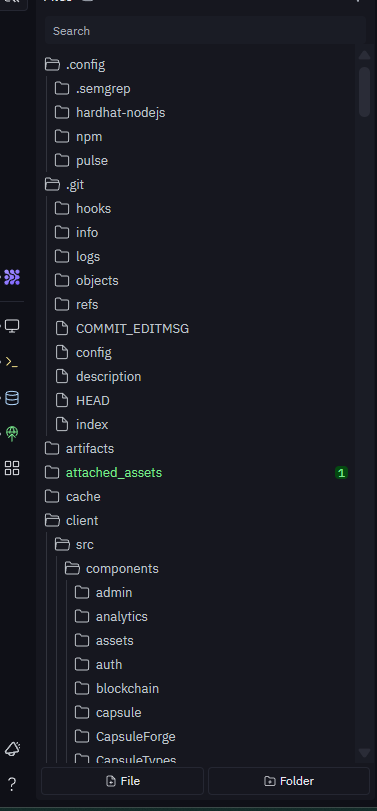 Search
.config
.semgrep
hardhat-nodejs
npm
pulse
.git
hooks
info
logs
objects
refs
COMMIT_EDITMSG
config
description
HEAD
index
artifacts
attached_assets 1
cache
client
src
components
admin
analytics
assets
auth
blockchain
capsule
CapsuleForge
CapsuleTypes
File Folder